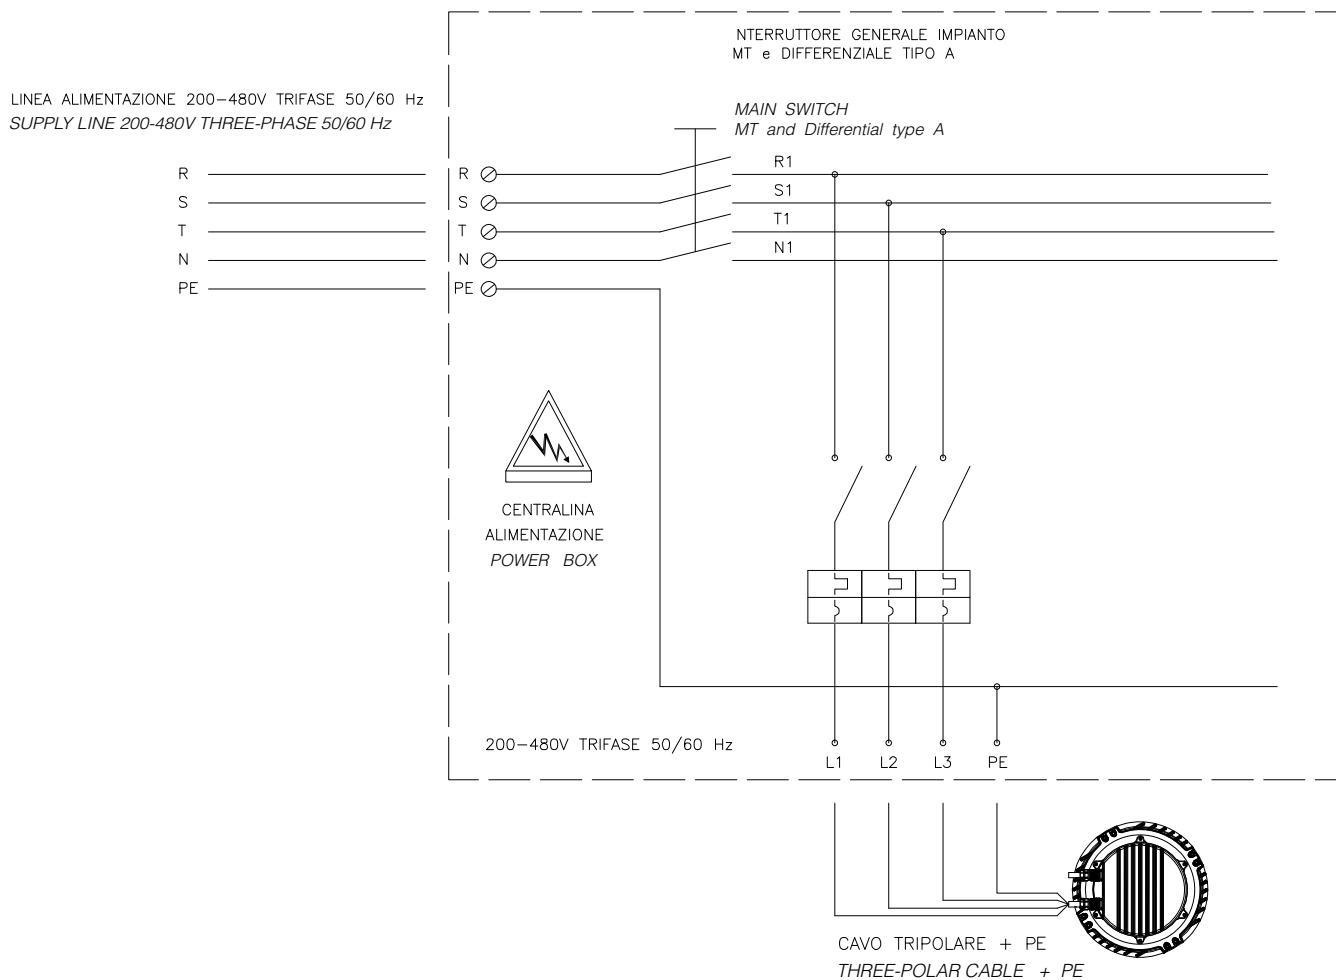 NTERRUTTORE GENERALE IMPIANTO
MT e DIFFERENZIALE TIPO A
LINEA ALIMENTAZIONE 200-480V TRIFASE 50/60 Hz
SUPPLY LINE 200-480V THREE-PHASE 50/60 Hz
MAIN SWITCH
MT and Differential type A
R R R1
S S S1
T T T1
N N N1
PE PE
CENTRALINA
ALIMENTAZIONE
POWER BOX
200-480V TRIFASE 50/60 Hz
L1 L2 L3 PE
CAVO TRIPOLARE + PE
THREE-POLAR CABLE + PE